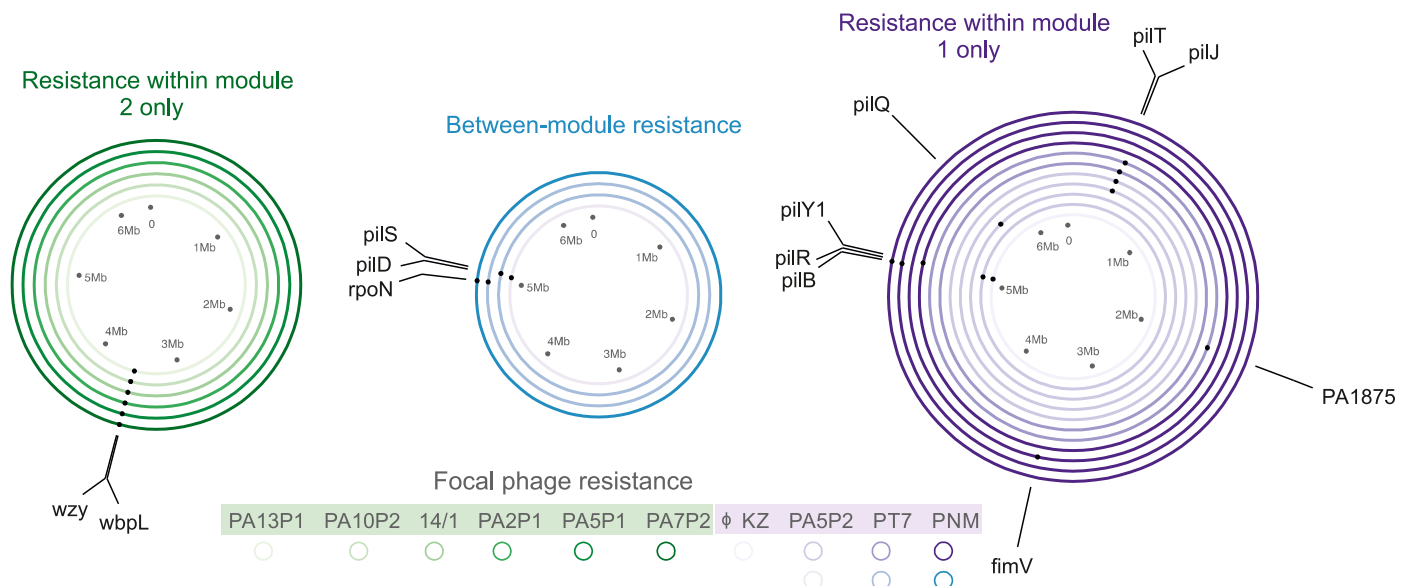 Resistance within module
2 only
Between-module resistance
Resistance within module
1 only
0
1Mb
2Mb
3Mb
4Mb
5Mb
6Mb
wzy
wbpL
pilS
pilD
rpoN
0
1Mb
2Mb
3Mb
4Mb
5Mb
6Mb
pilT
pilJ
pilQ
pilY1
pilR
pilB
0
1Mb
2Mb
3Mb
4Mb
5Mb
6Mb
PA1875
fimV
Focal phage resistance
PA13P1 PA10P2 14/1 PA2P1 PA5P1 PA7P2 ϕ KZ PA5P2 PT7 PNM